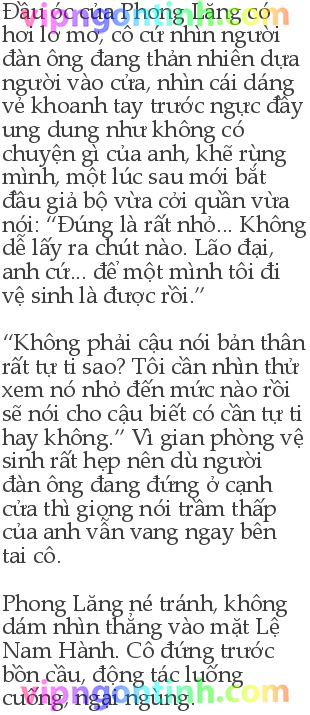 Đầu óc của Phong Lăng có
vipngontinh.com
hơi lơ mơ, cô cứ nhìn người
đàn ông đang thản nhiên dựa
người vào cửa, nhìn cái dáng
vẻ khoanh tay trước ngực đầy
ung dung như không có
chuyện gì của anh, khẽ rùng
mình, một lúc sau mới bắt
đầu giả bộ vừa cởi quần vừa
nói: “Đúng là rất nhỏ... Không
dễ lấy ra chút nào. Lão đại,
anh cứ... để một mình tôi đi
vệ sinh là được rồi.”
“Không phải cậu nói bản thân
rất tự ti sao? Tôi cần nhìn thử
xem nó nhỏ đến mức nào rồi
sẽ nói cho cậu biết có cần tự ti
hay không.” Vì gian phòng vệ
sinh rất hẹp nên dù người
đàn ông đang đứng ở cạnh
cửa thì giọng nói trầm thấp
của anh vẫn vang ngay bên
tai cô.
Phong Lăng né tránh, không
dám nhìn thẳng vào mặt Lệ
Nam Hành. Cô đứng trước
bồn cầu, động tác luống
cuống, ngại ngùng.
vipngontinh.com